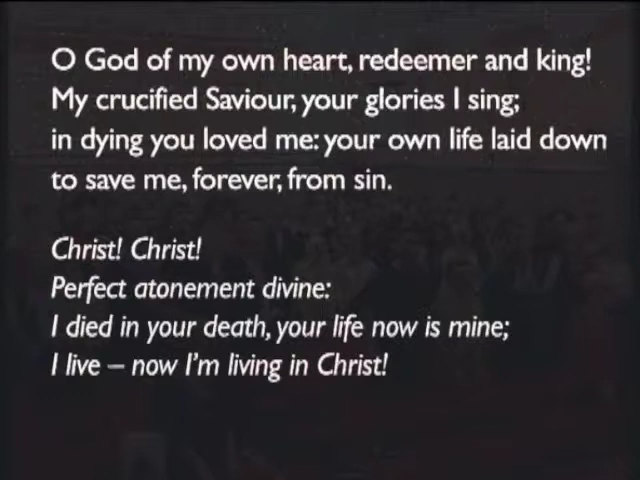 O God of my own heart, redeemer and king!
My crucified Saviour, your glories I sing;
in dying you loved me: your own life laid down
to save me, forever, from sin.
Christ! Christ!
Perfect atonement divine:
I died in your death, your life now is mine;
I live – now I'm living in Christ!